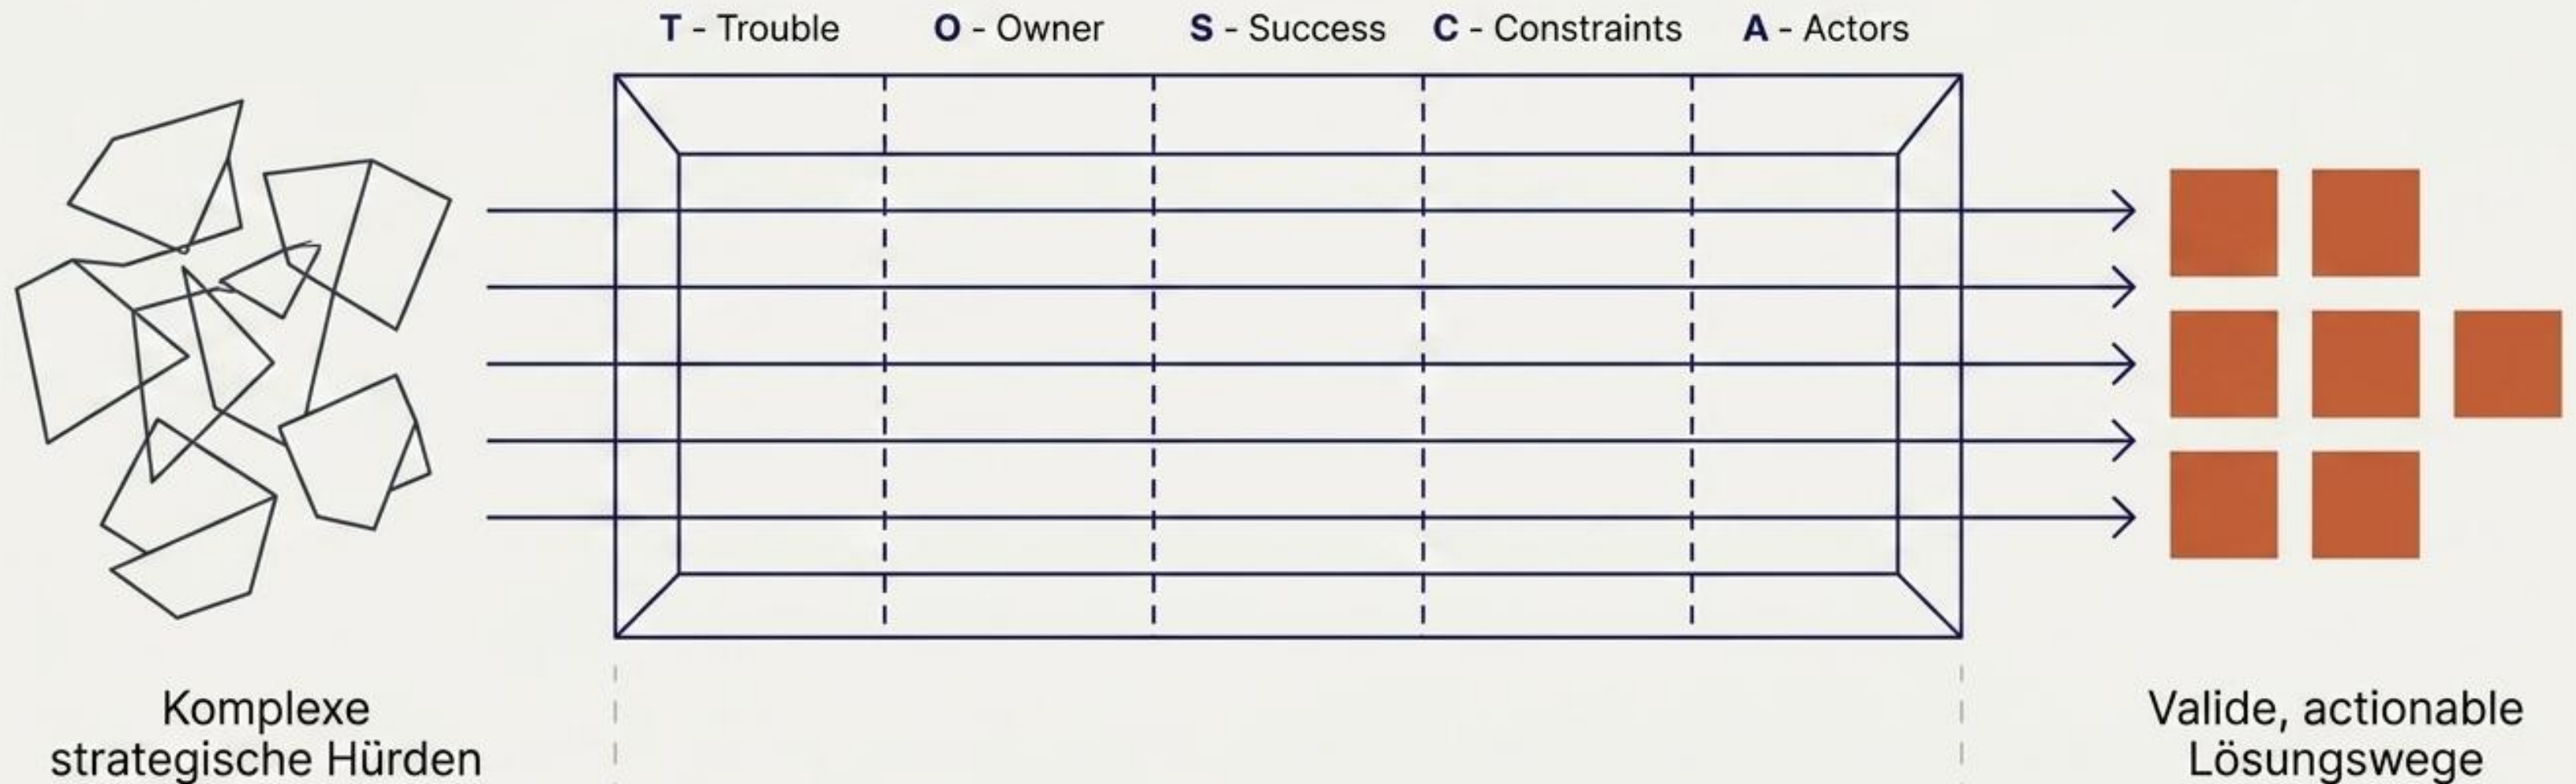 T - Trouble O - Owner S - Success C - Constraints A - Actors
Komplexe
strategische Hürden
Valide, actionable
Lösungswege